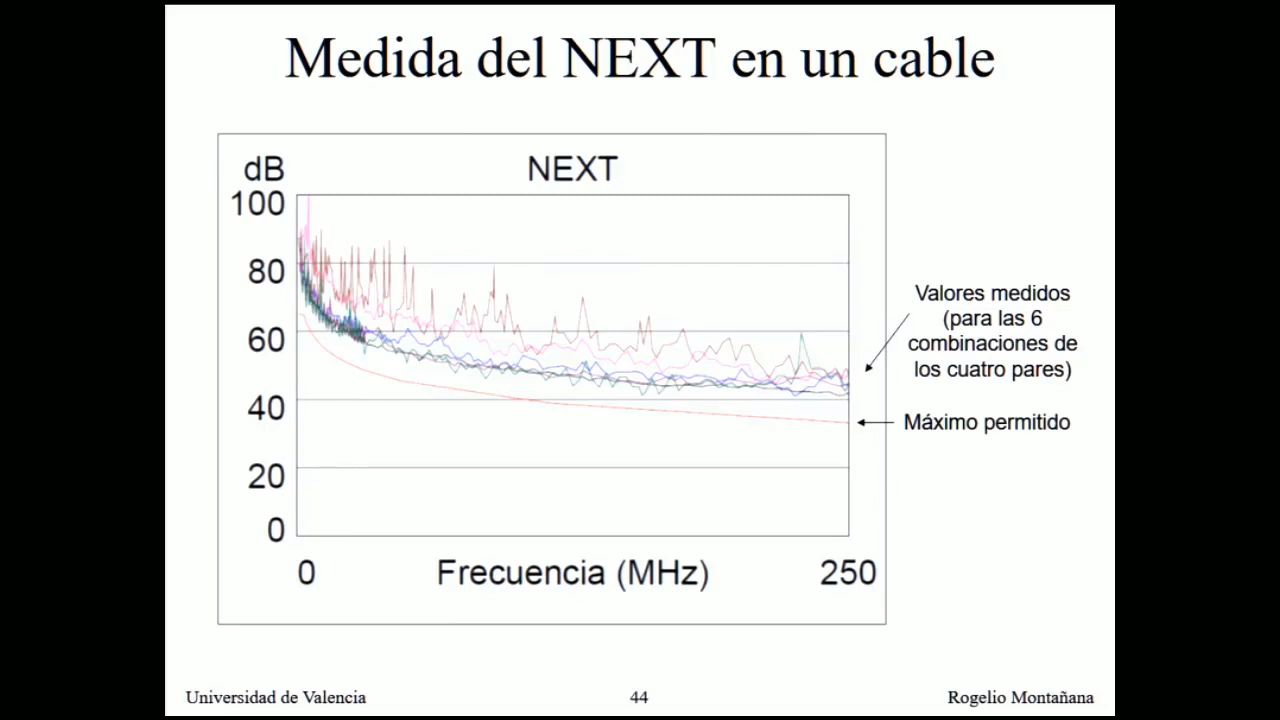 Medida del NEXT en un cable
dB
NEXT
100
80
60
40
20
0
0
Frecuencia (MHz)
250
Valores medidos
(para las 6
combinaciones de
los cuatro pares)
Máximo permitido
Universidad de Valencia
44
Rogelio Montañana